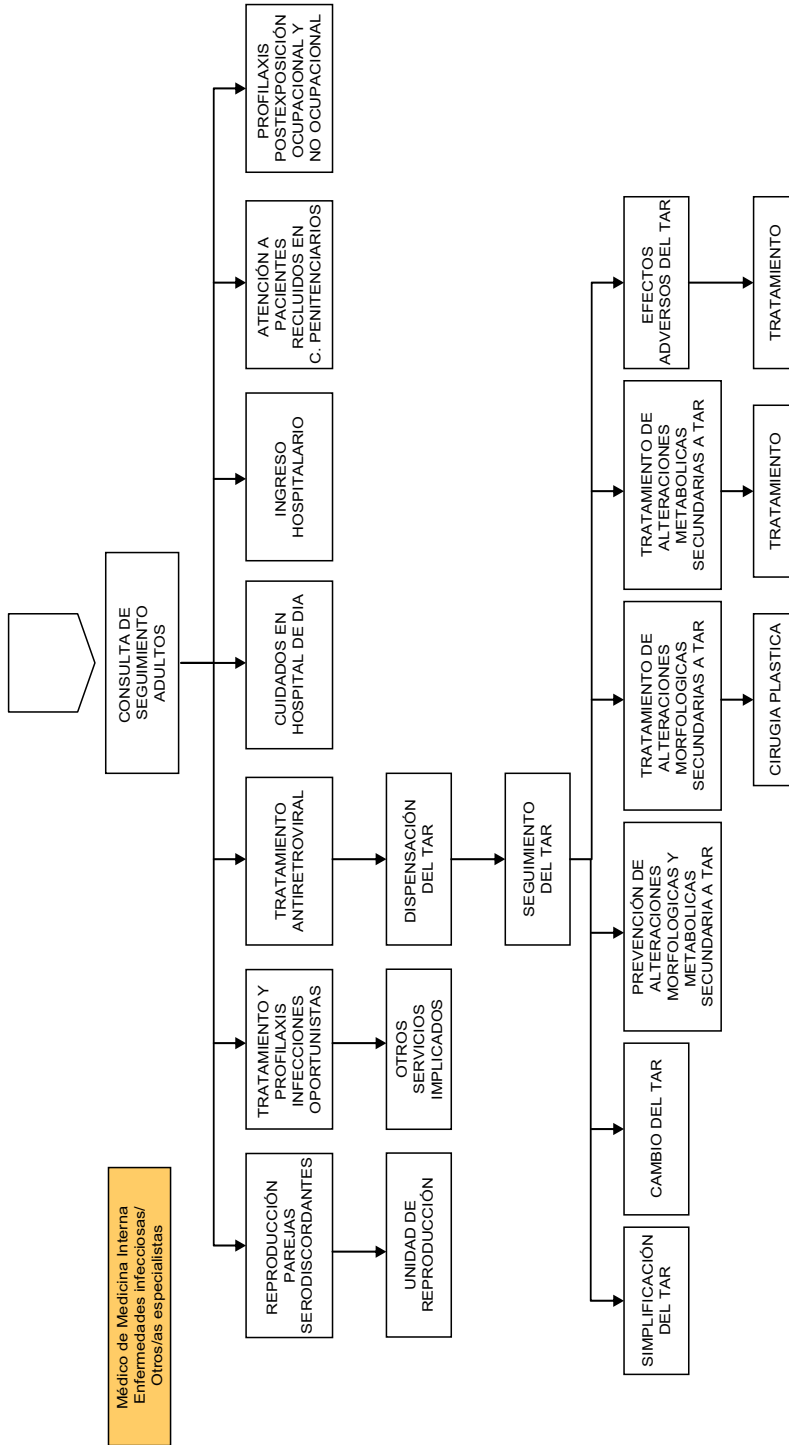 Médico de Medicina Interna
Enfermedades infecciosas/
Otros/as especialistas
CONSULTA DE
SEGUIMIENTO
ADULTOS
REPRODUCCIÓN
PAREJAS
SERODISCORDANTES
TRATAMIENTO Y
PROFILAXIS
INFECCIONES
OPORTUNISTAS
TRATAMIENTO
ANTIRETROVIRAL
CUIDADOS EN
HOSPITAL DE DIA
INGRESO
HOSPITALARIO
ATENCIÓN A
PACIENTES
RECLUIDOS EN
C. PENITENCIARIOS
PROFILAXIS
POSTEXPOSICIÓN
OCUPACIONAL Y
NO OCUPACIONAL
UNIDAD DE
REPRODUCCIÓN
OTROS
SERVICIOS
IMPLICADOS
DISPENSACIÓN
DEL TAR
SEGUIMIENTO
DEL TAR
SIMPLIFICACIÓN
DEL TAR
CAMBIO DEL TAR
PREVENCIÓN DE
ALTERACIONES
MORFOLOGICAS Y
METABOLICAS
SECUNDARIA A TAR
TRATAMIENTO DE
ALTERACIONES
MORFOLOGICAS
SECUNDARIAS A TAR
TRATAMIENTO DE
ALTERACIONES
METABOLICAS
SECUNDARIAS A TAR
EFECTOS
ADVERSOS DEL TAR
CIRUGIA PLASTICA
TRATAMIENTO
TRATAMIENTO